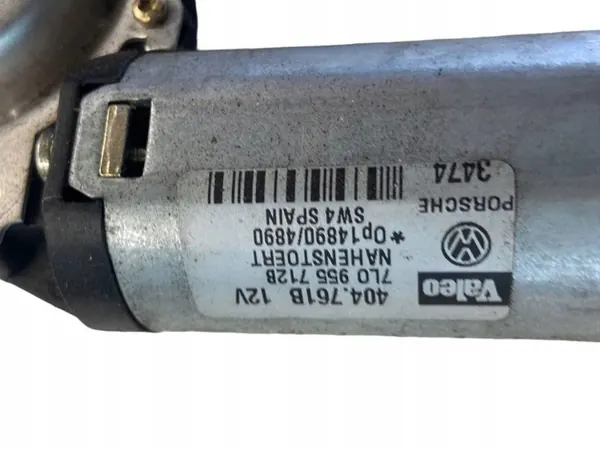 Valeo 404.761B 12V
7L0 955 712B
NAHENSTOERT
*Op14890/4890
SW4 SPAIN
PORSCHE
3474